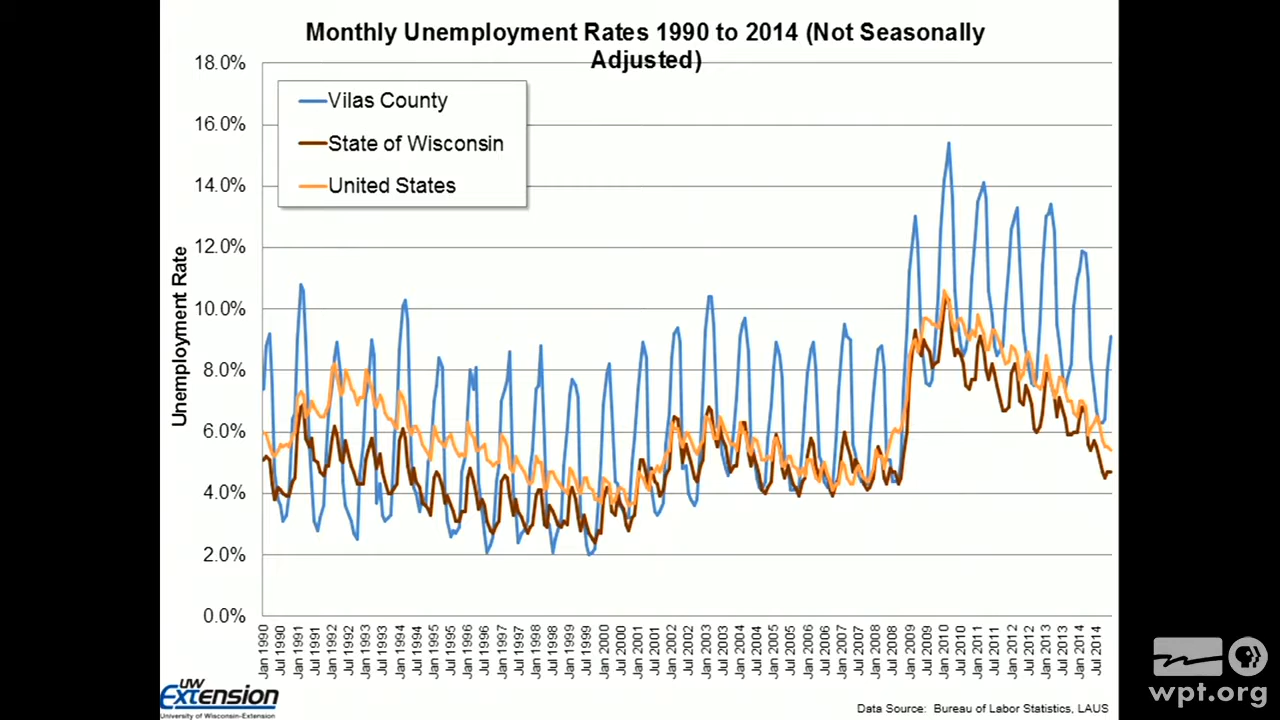 Monthly Unemployment Rates 1990 to 2014 (Not Seasonally
Adjusted)
18.0%
16.0%
14.0%
12.0%
10.0%
8.0%
6.0%
4.0%
2.0%
0.0%
Unemployment Rate
Vilas County
State of Wisconsin
United States
Jan 1990
Jul 1990
Jan 1991
Jul 1991
Jan 1992
Jul 1992
Jan 1993
Jul 1993
Jan 1994
Jul 1994
Jan 1995
Jul 1995
Jan 1996
Jul 1996
Jan 1997
Jul 1997
Jan 1998
Jul 1998
Jan 1999
Jul 1999
Jan 2000
Jul 2000
Jan 2001
Jul 2001
Jan 2002
Jul 2002
Jan 2003
Jul 2003
Jan 2004
Jul 2004
Jan 2005
Jul 2005
Jan 2006
Jul 2006
Jan 2007
Jul 2007
Jan 2008
Jul 2008
Jan 2009
Jul 2009
Jan 2010
Jul 2010
Jan 2011
Jul 2011
Jan 2012
Jul 2012
Jan 2013
Jul 2013
Jan 2014
Jul 2014
UW
Extension
University of Wisconsin-Extension
Data Source: Bureau of Labor Statistics, LAUS
PBS
wpt.org